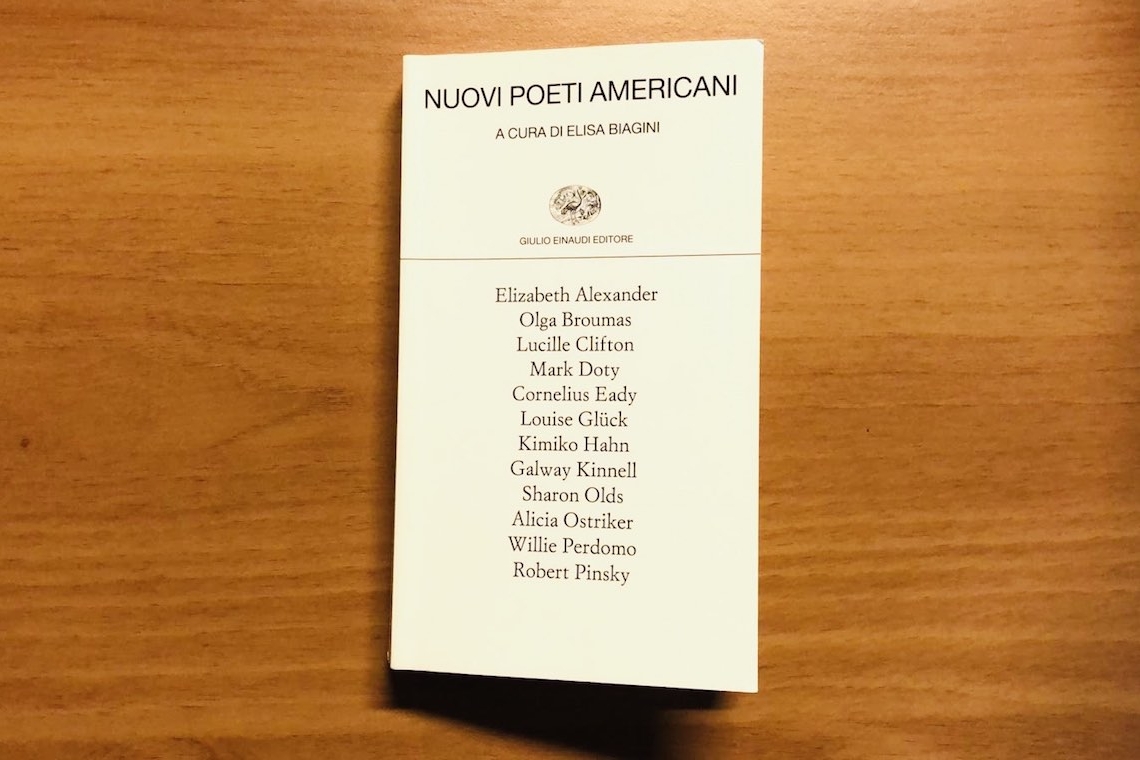 NUOVI POETI AMERICANI
A CURA DI ELISA BIAGINI
GIULIO EINAUDI EDITORE
Elizabeth Alexander
Olga Broumas
Lucille Clifton
Mark Doty
Cornelius Eady
Louise Glück
Kimiko Hahn
Galway Kinnell
Sharon Olds
Alicia Ostriker
Willie Perdomo
Robert Pinsky